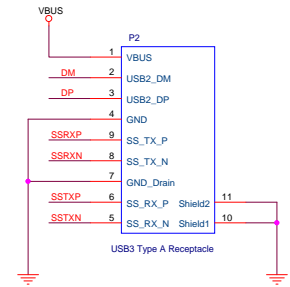 VBUS
P2
1 VBUS
DM 2 USB2_DM
DP 3 USB2_DP
4 GND
SSRXP 9 SS_TX_P
SSRXN 8 SS_TX_N
7 GND_Drain
SSTXP 6 SS_RX_P Shield2 11
SSTXN 5 SS_RX_N Shield1 10
USB3 Type A Receptacle